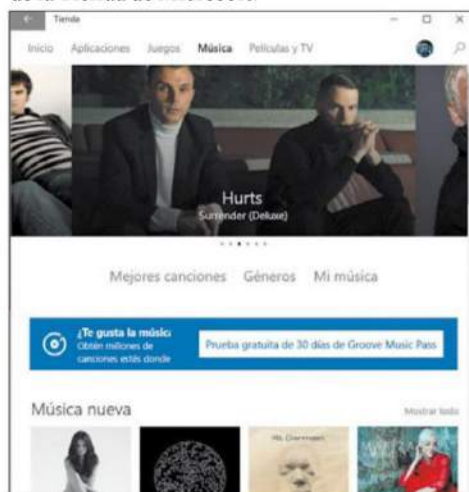 de la Tienda de Microsoft.
Tienda
Inicio Aplicaciones Juegos Música Películas y TV
Hurts
Surrender (Deluxe)
Mejores canciones Géneros Mi música
¿Te gusta la música
Obtén millones de
canciones estés donde
Prueba gratuita de 30 días de Groove Music Pass
Música nueva
Mostrar todo